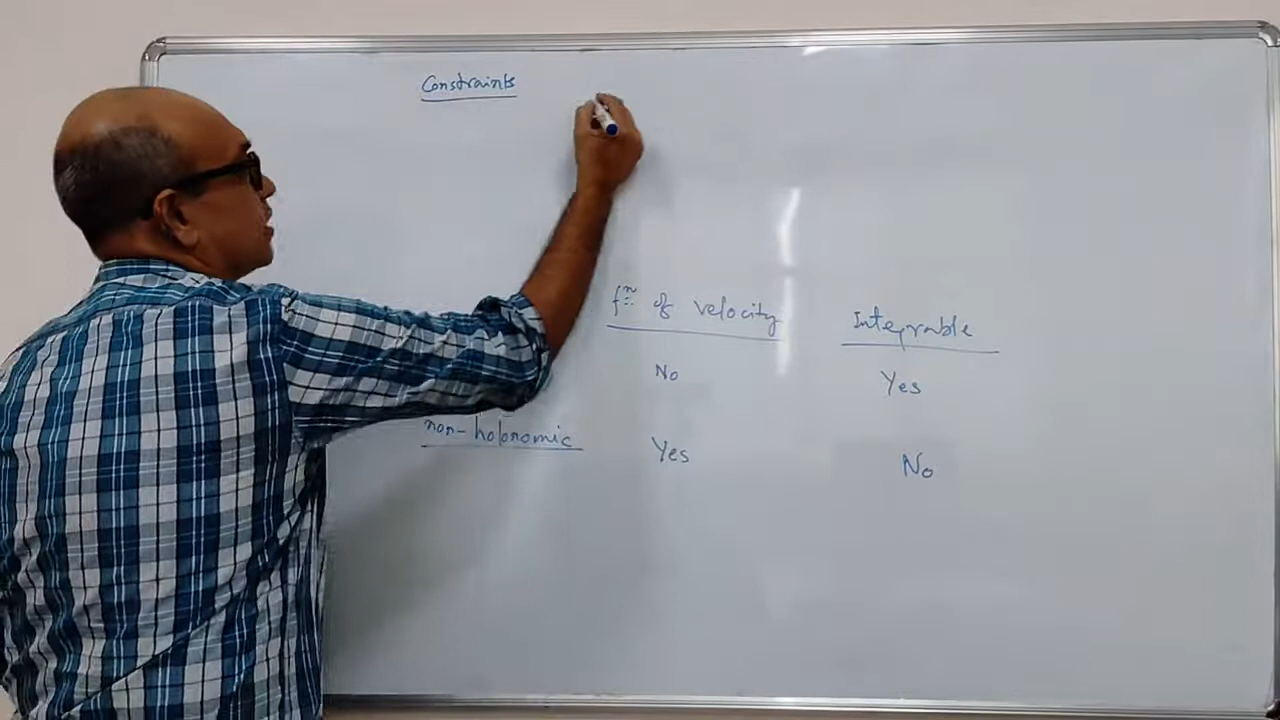 Constraints
fⁿ of velocity Integrable
No Yes
non-holonomic Yes No